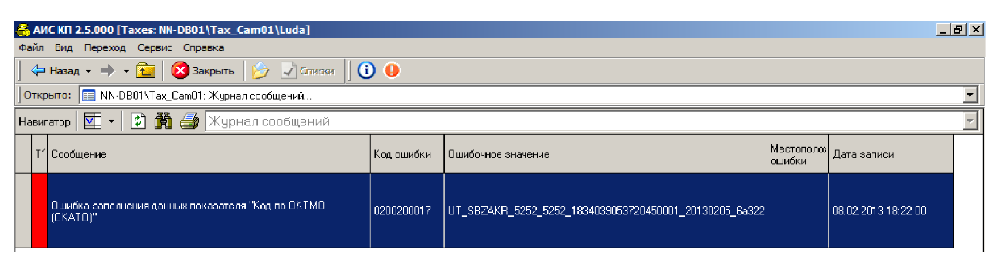 АИС КП 2.5.000 [Taxes: NN-DB01\Tax_Cam01\Luda]
Файл Вид Переход Сервис Справка
Назад Закрыть Списки
Открыто: NN-DB01\Tax_Cam01: Журнал сообщений...
Навигатор Журнал сообщений
Т Сообщение Код ошибки Ошибочное значение Местополо Дата записи
ошибки
Ошибка заполнения данных показателя "Код по ОКТМО
(ОКАТО)" 0200200017 UT_SBZAKR_5252_5252_1834039053720450001_20130205_6a322 08.02.2013 18:22:00